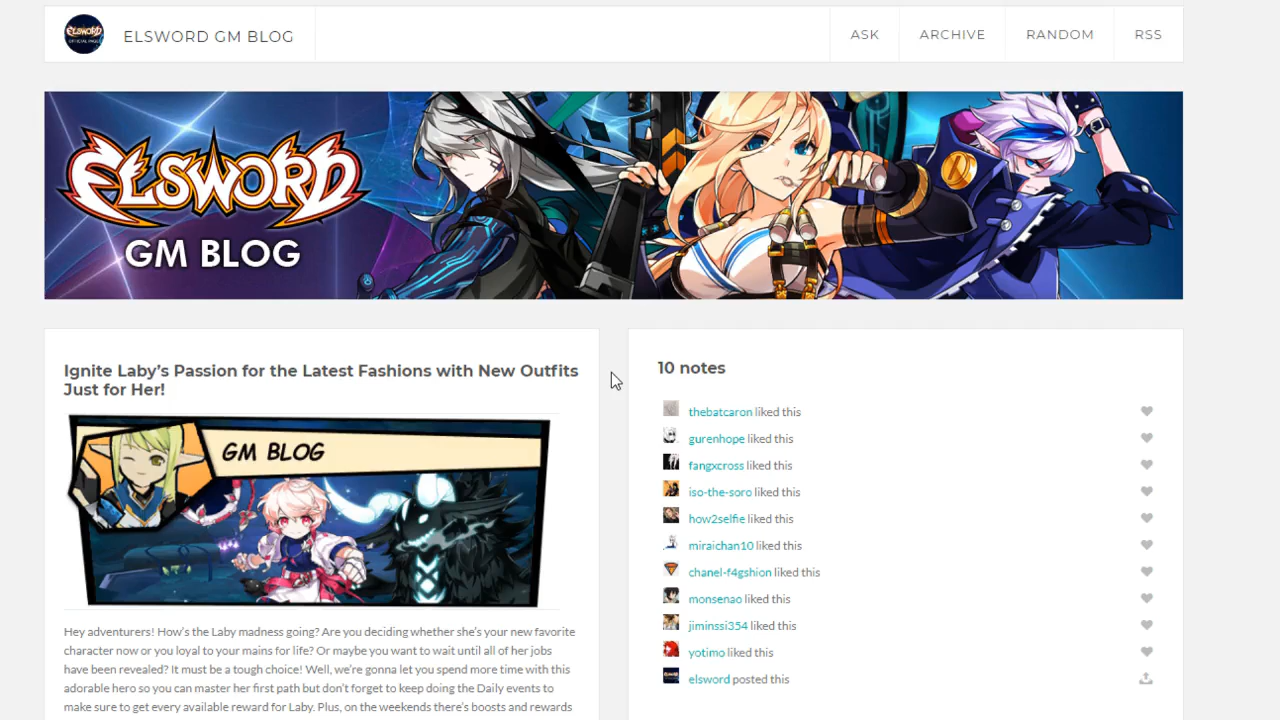 ELSWORD GM BLOG
ASK
ARCHIVE
RANDOM
RSS
ELSWORD
GM BLOG
Ignite Laby's Passion for the Latest Fashions with New Outfits
Just for Her!
GM BLOG
Hey adventurers! How's the Laby madness going? Are you deciding whether she's your new favorite
character now or you loyal to your mains for life? Or maybe you want to wait until all of her jobs
have been revealed? It must be a tough choice! Well, we're gonna let you spend more time with this
adorable hero so you can master her first path but don't forget to keep doing the Daily events to
make sure to get every available reward for Laby. Plus, on the weekends there's boosts and rewards
10 notes
thebatcaron liked this
gurenhope liked this
fangxcross liked this
iso-the-soro liked this
how2selfie liked this
miraichan10 liked this
chanel-f4gshion liked this
monsenao liked this
jiminssi354 liked this
yotimo liked this
elsword posted this